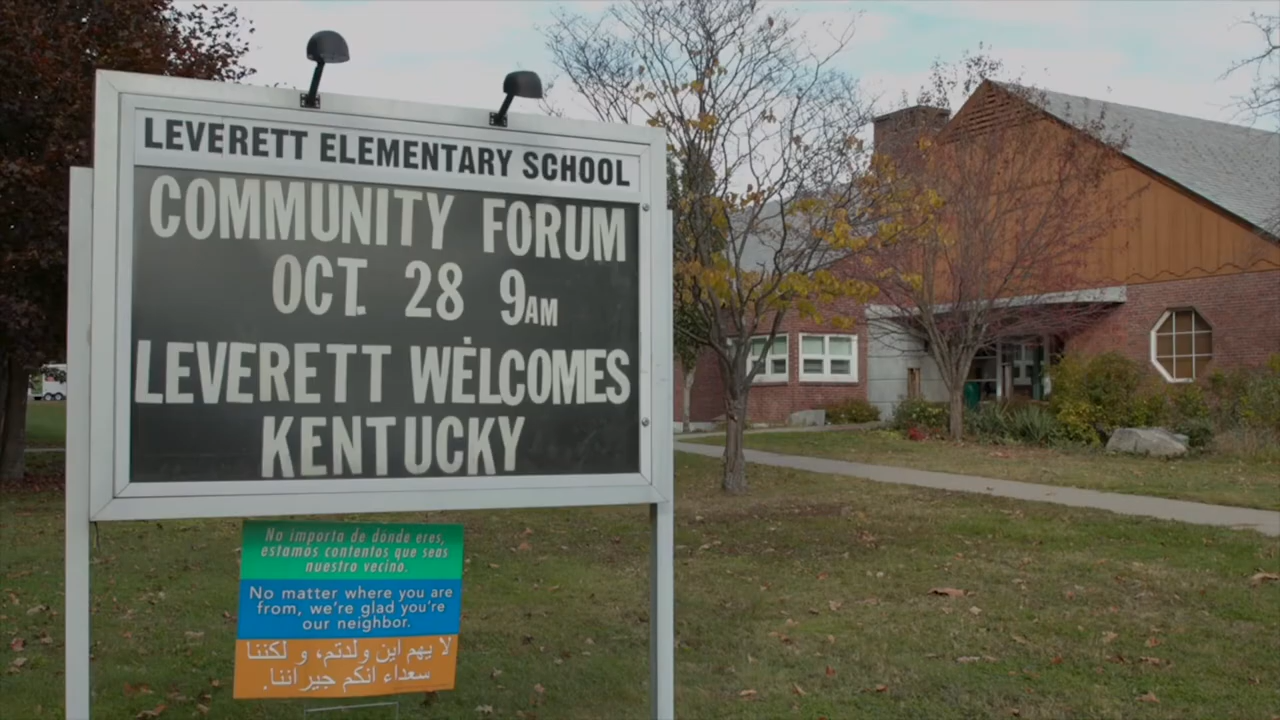 LEVERETT ELEMENTARY SCHOOL
COMMUNITY FORUM
OCT. 28 9AM
LEVERETT WELCOMES
KENTUCKY
No importa de dónde eres,
estamos contentos que seas
nuestro vecino.
No matter where you are
from, we're glad you're
our neighbor.
لا يهم اين ولدتم، و لكننا
سعداء انكم جيراننا.